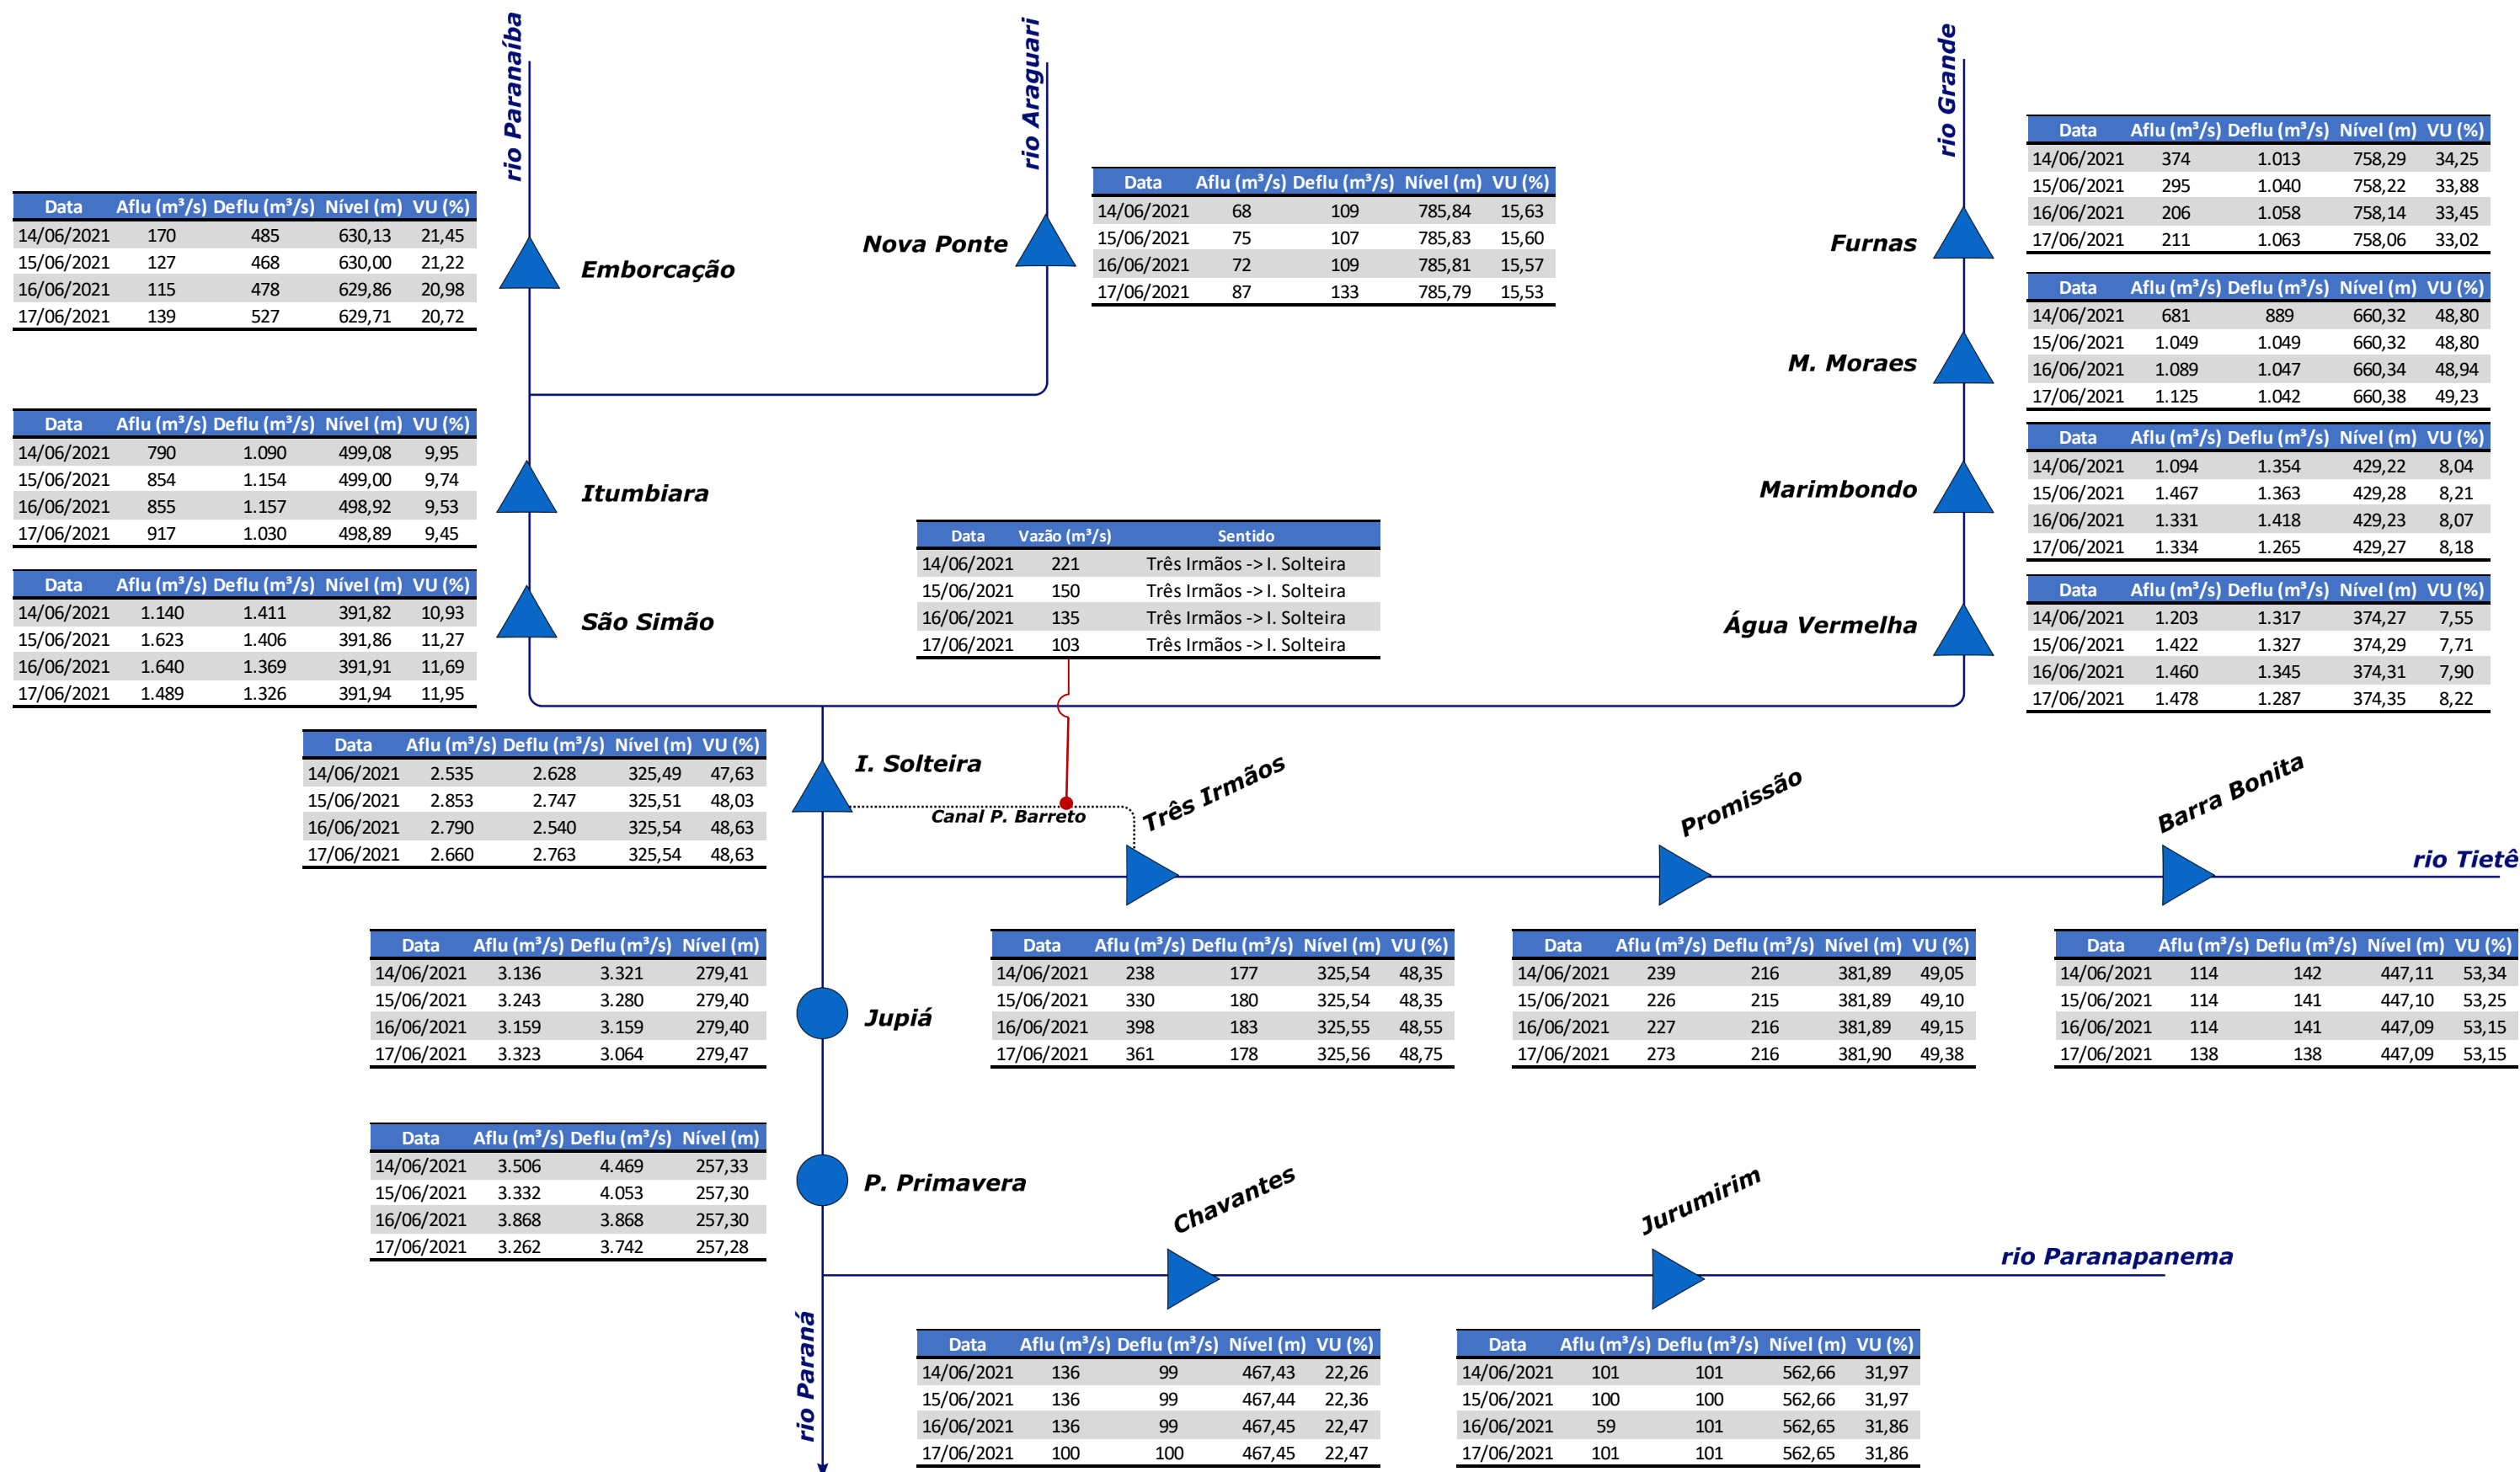 rio Paranaíba
rio Araguari
rio Grande
Data Aflu (m³/s) Deflu (m³/s) Nível (m) VU (%)
14/06/2021 170 485 630,13 21,45
15/06/2021 127 468 630,00 21,22
16/06/2021 115 478 629,86 20,98
17/06/2021 139 527 629,71 20,72
Emborcação
Nova Ponte
Data Aflu (m³/s) Deflu (m³/s) Nível (m) VU (%)
14/06/2021 68 109 785,84 15,63
15/06/2021 75 107 785,83 15,60
16/06/2021 72 109 785,81 15,57
17/06/2021 87 133 785,79 15,53
Furnas
Data Aflu (m³/s) Deflu (m³/s) Nível (m) VU (%)
14/06/2021 374 1.013 758,29 34,25
15/06/2021 295 1.040 758,22 33,88
16/06/2021 206 1.058 758,14 33,45
17/06/2021 211 1.063 758,06 33,02
M. Moraes
Data Aflu (m³/s) Deflu (m³/s) Nível (m) VU (%)
14/06/2021 681 889 660,32 48,80
15/06/2021 1.049 1.049 660,32 48,80
16/06/2021 1.089 1.047 660,34 48,94
17/06/2021 1.125 1.042 660,38 49,23
Data Aflu (m³/s) Deflu (m³/s) Nível (m) VU (%)
14/06/2021 790 1.090 499,08 9,95
15/06/2021 854 1.154 499,00 9,74
16/06/2021 855 1.157 498,92 9,53
17/06/2021 917 1.030 498,89 9,45
Itumbiara
Marimbondo
Data Aflu (m³/s) Deflu (m³/s) Nível (m) VU (%)
14/06/2021 1.094 1.354 429,22 8,04
15/06/2021 1.467 1.363 429,28 8,21
16/06/2021 1.331 1.418 429,23 8,07
17/06/2021 1.334 1.265 429,27 8,18
Data Aflu (m³/s) Deflu (m³/s) Nível (m) VU (%)
14/06/2021 1.140 1.411 391,82 10,93
15/06/2021 1.623 1.406 391,86 11,27
16/06/2021 1.640 1.369 391,91 11,69
17/06/2021 1.489 1.326 391,94 11,95
São Simão
Data Vazão (m³/s) Sentido
14/06/2021 221 Três Irmãos -> I. Solteira
15/06/2021 150 Três Irmãos -> I. Solteira
16/06/2021 135 Três Irmãos -> I. Solteira
17/06/2021 103 Três Irmãos -> I. Solteira
Água Vermelha
Data Aflu (m³/s) Deflu (m³/s) Nível (m) VU (%)
14/06/2021 1.203 1.317 374,27 7,55
15/06/2021 1.422 1.327 374,29 7,71
16/06/2021 1.460 1.345 374,31 7,90
17/06/2021 1.478 1.287 374,35 8,22
Data Aflu (m³/s) Deflu (m³/s) Nível (m) VU (%)
14/06/2021 2.535 2.628 325,49 47,63
15/06/2021 2.853 2.747 325,51 48,03
16/06/2021 2.790 2.540 325,54 48,63
17/06/2021 2.660 2.763 325,54 48,63
I. Solteira
Canal P. Barreto
Três Irmãos
Promissão
Barra Bonita
rio Tietê
Data Aflu (m³/s) Deflu (m³/s) Nível (m)
14/06/2021 3.136 3.321 279,41
15/06/2021 3.243 3.280 279,40
16/06/2021 3.159 3.159 279,40
17/06/2021 3.323 3.064 279,47
Jupiá
Data Aflu (m³/s) Deflu (m³/s) Nível (m) VU (%)
14/06/2021 238 177 325,54 48,35
15/06/2021 330 180 325,54 48,35
16/06/2021 398 183 325,55 48,55
17/06/2021 361 178 325,56 48,75
Data Aflu (m³/s) Deflu (m³/s) Nível (m) VU (%)
14/06/2021 239 216 381,89 49,05
15/06/2021 226 215 381,89 49,10
16/06/2021 227 216 381,89 49,15
17/06/2021 273 216 381,90 49,38
Data Aflu (m³/s) Deflu (m³/s) Nível (m) VU (%)
14/06/2021 114 142 447,11 53,34
15/06/2021 114 141 447,10 53,25
16/06/2021 114 141 447,09 53,15
17/06/2021 138 138 447,09 53,15
Data Aflu (m³/s) Deflu (m³/s) Nível (m)
14/06/2021 3.506 4.469 257,33
15/06/2021 3.332 4.053 257,30
16/06/2021 3.868 3.868 257,30
17/06/2021 3.262 3.742 257,28
P. Primavera
Chavantes
Jurumirim
rio Paranapanema
rio Paraná
Data Aflu (m³/s) Deflu (m³/s) Nível (m) VU (%)
14/06/2021 136 99 467,43 22,26
15/06/2021 136 99 467,44 22,36
16/06/2021 136 99 467,45 22,47
17/06/2021 100 100 467,45 22,47
Data Aflu (m³/s) Deflu (m³/s) Nível (m) VU (%)
14/06/2021 101 101 562,66 31,97
15/06/2021 100 100 562,66 31,97
16/06/2021 59 101 562,65 31,86
17/06/2021 101 101 562,65 31,86